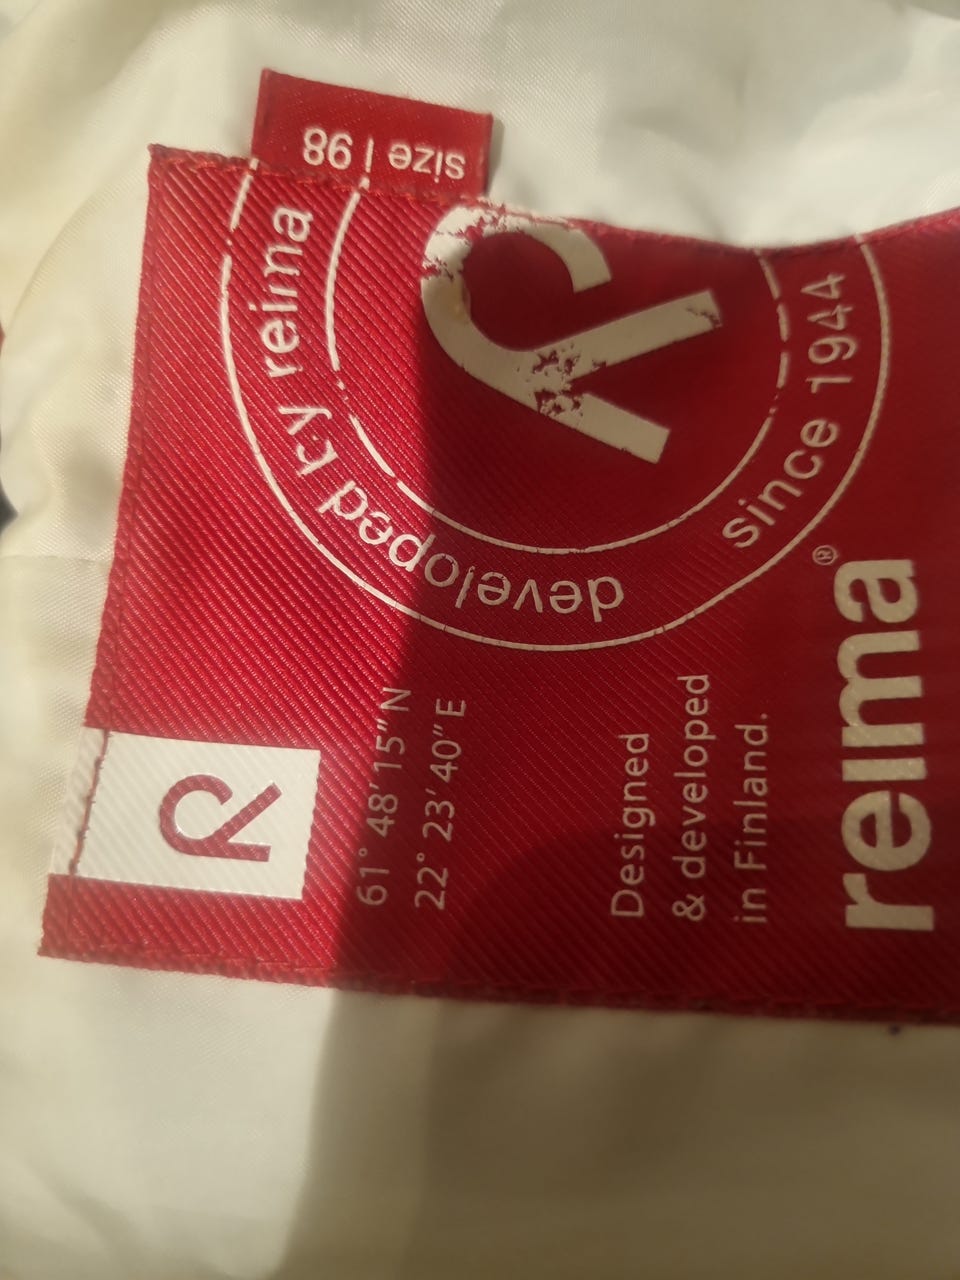 size | 98
developed by reima
since 1944
R
R
61° 48' 15" N
22° 23' 40" E
Designed
& developed
in Finland.
reima®